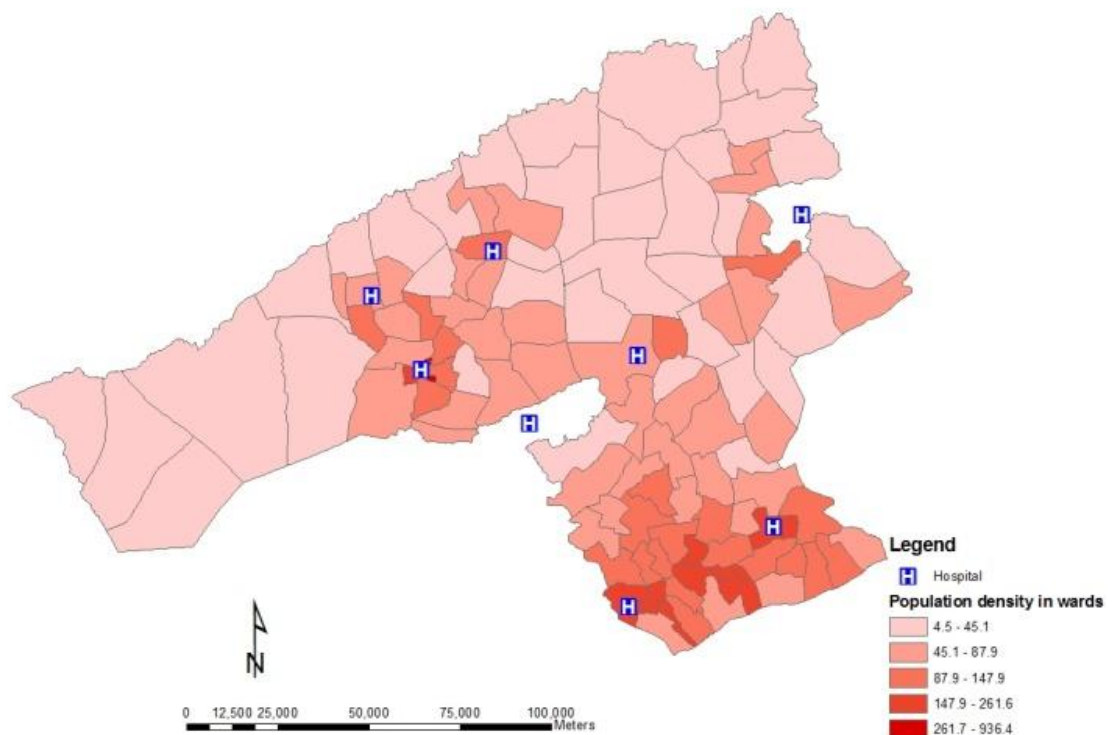 H
H
H
H
H
H
H
H
Legend
H Hospital
Population density in wards
4.5 - 45.1
45.1 - 87.9
87.9 - 147.9
147.9 - 261.6
261.7 - 936.4
N
0 12,500 25,000 50,000 75,000 100,000
Meters